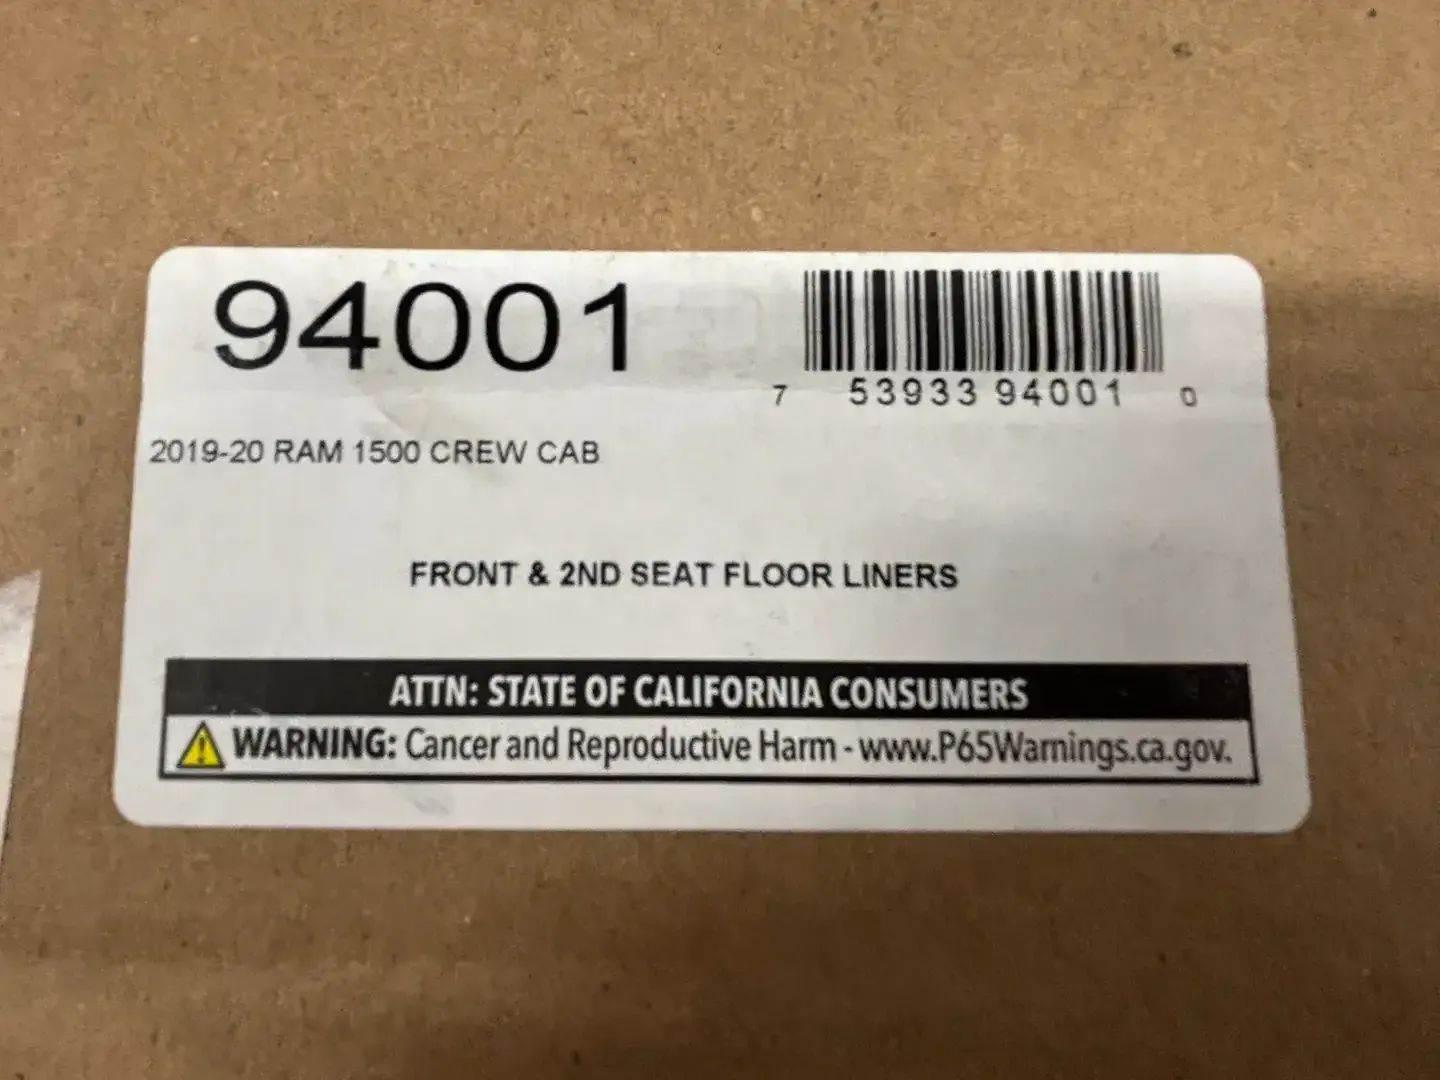 94001
7 53933 94001 0
2019-20 RAM 1500 CREW CAB
FRONT & 2ND SEAT FLOOR LINERS
ATTN: STATE OF CALIFORNIA CONSUMERS
WARNING: Cancer and Reproductive Harm - www.P65Warnings.ca.gov.